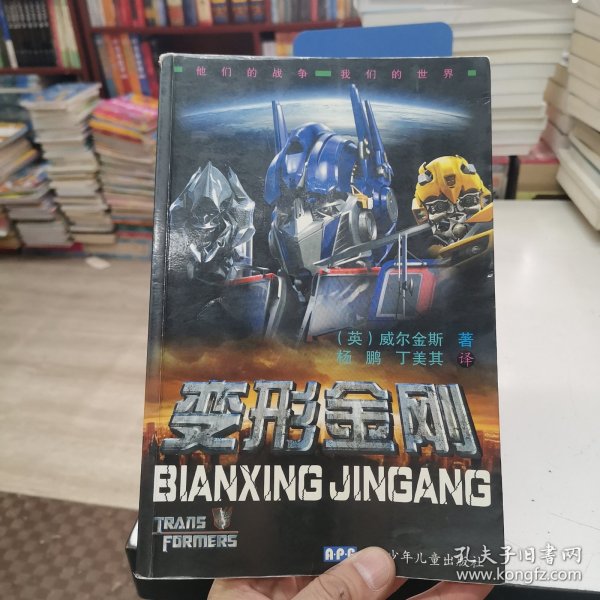 他们的战争 我们的世界
（英）威尔金斯 著
杨 鹏 丁美其 译
变形金刚
BIANXING JINGANG
TRANS
FORMERS
A·P·C 少年儿童出版社
孔夫子旧书网
kongfz.com